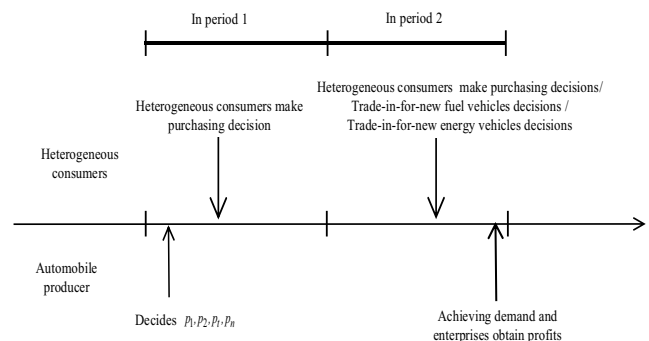 In period 1
In period 2
Heterogeneous consumers make
purchasing decision
Heterogeneous consumers make purchasing decisions/
Trade-in-for-new fuel vehicles decisions /
Trade-in-for-new energy vehicles decisions
Heterogeneous
consumers
Automobile
producer
Decides p₁,p₂,pₜ,pₙ
Achieving demand and
enterprises obtain profits